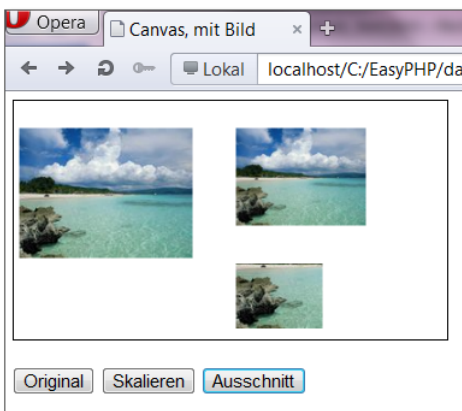 Opera
Canvas, mit Bild
Lokal localhost/C:/EasyPHP/da
Original Skalieren Ausschnitt